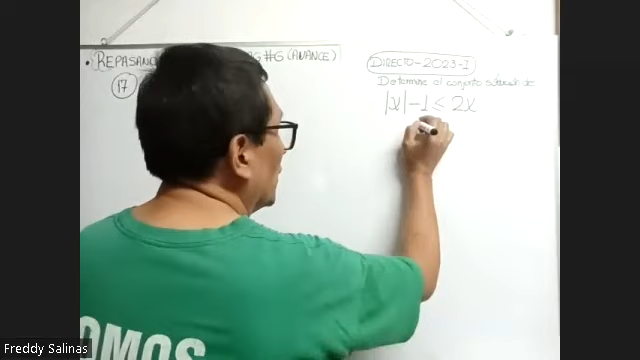 • REPASANDO G#G (AVANCE)
17
DIRECTO-2023-I
Determine el conjunto solución de
|x| - 1 ≤ 2x
OMOS
Freddy Salinas